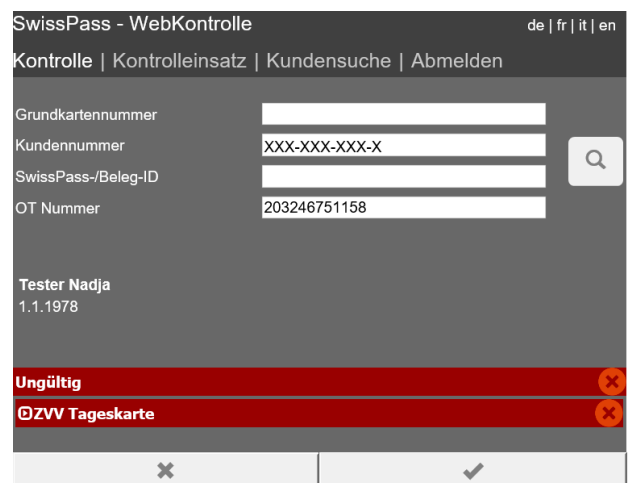 SwissPass - WebKontrolle
de | fr | it | en
Kontrolle | Kontrolleinsatz | Kundensuche | Abmelden
Grundkartennummer
Kundennummer XXX-XXX-XXX-X
SwissPass-/Beleg-ID
OT Nummer 203246751158
Tester Nadja
1.1.1978
Ungültig
ZVV Tageskarte